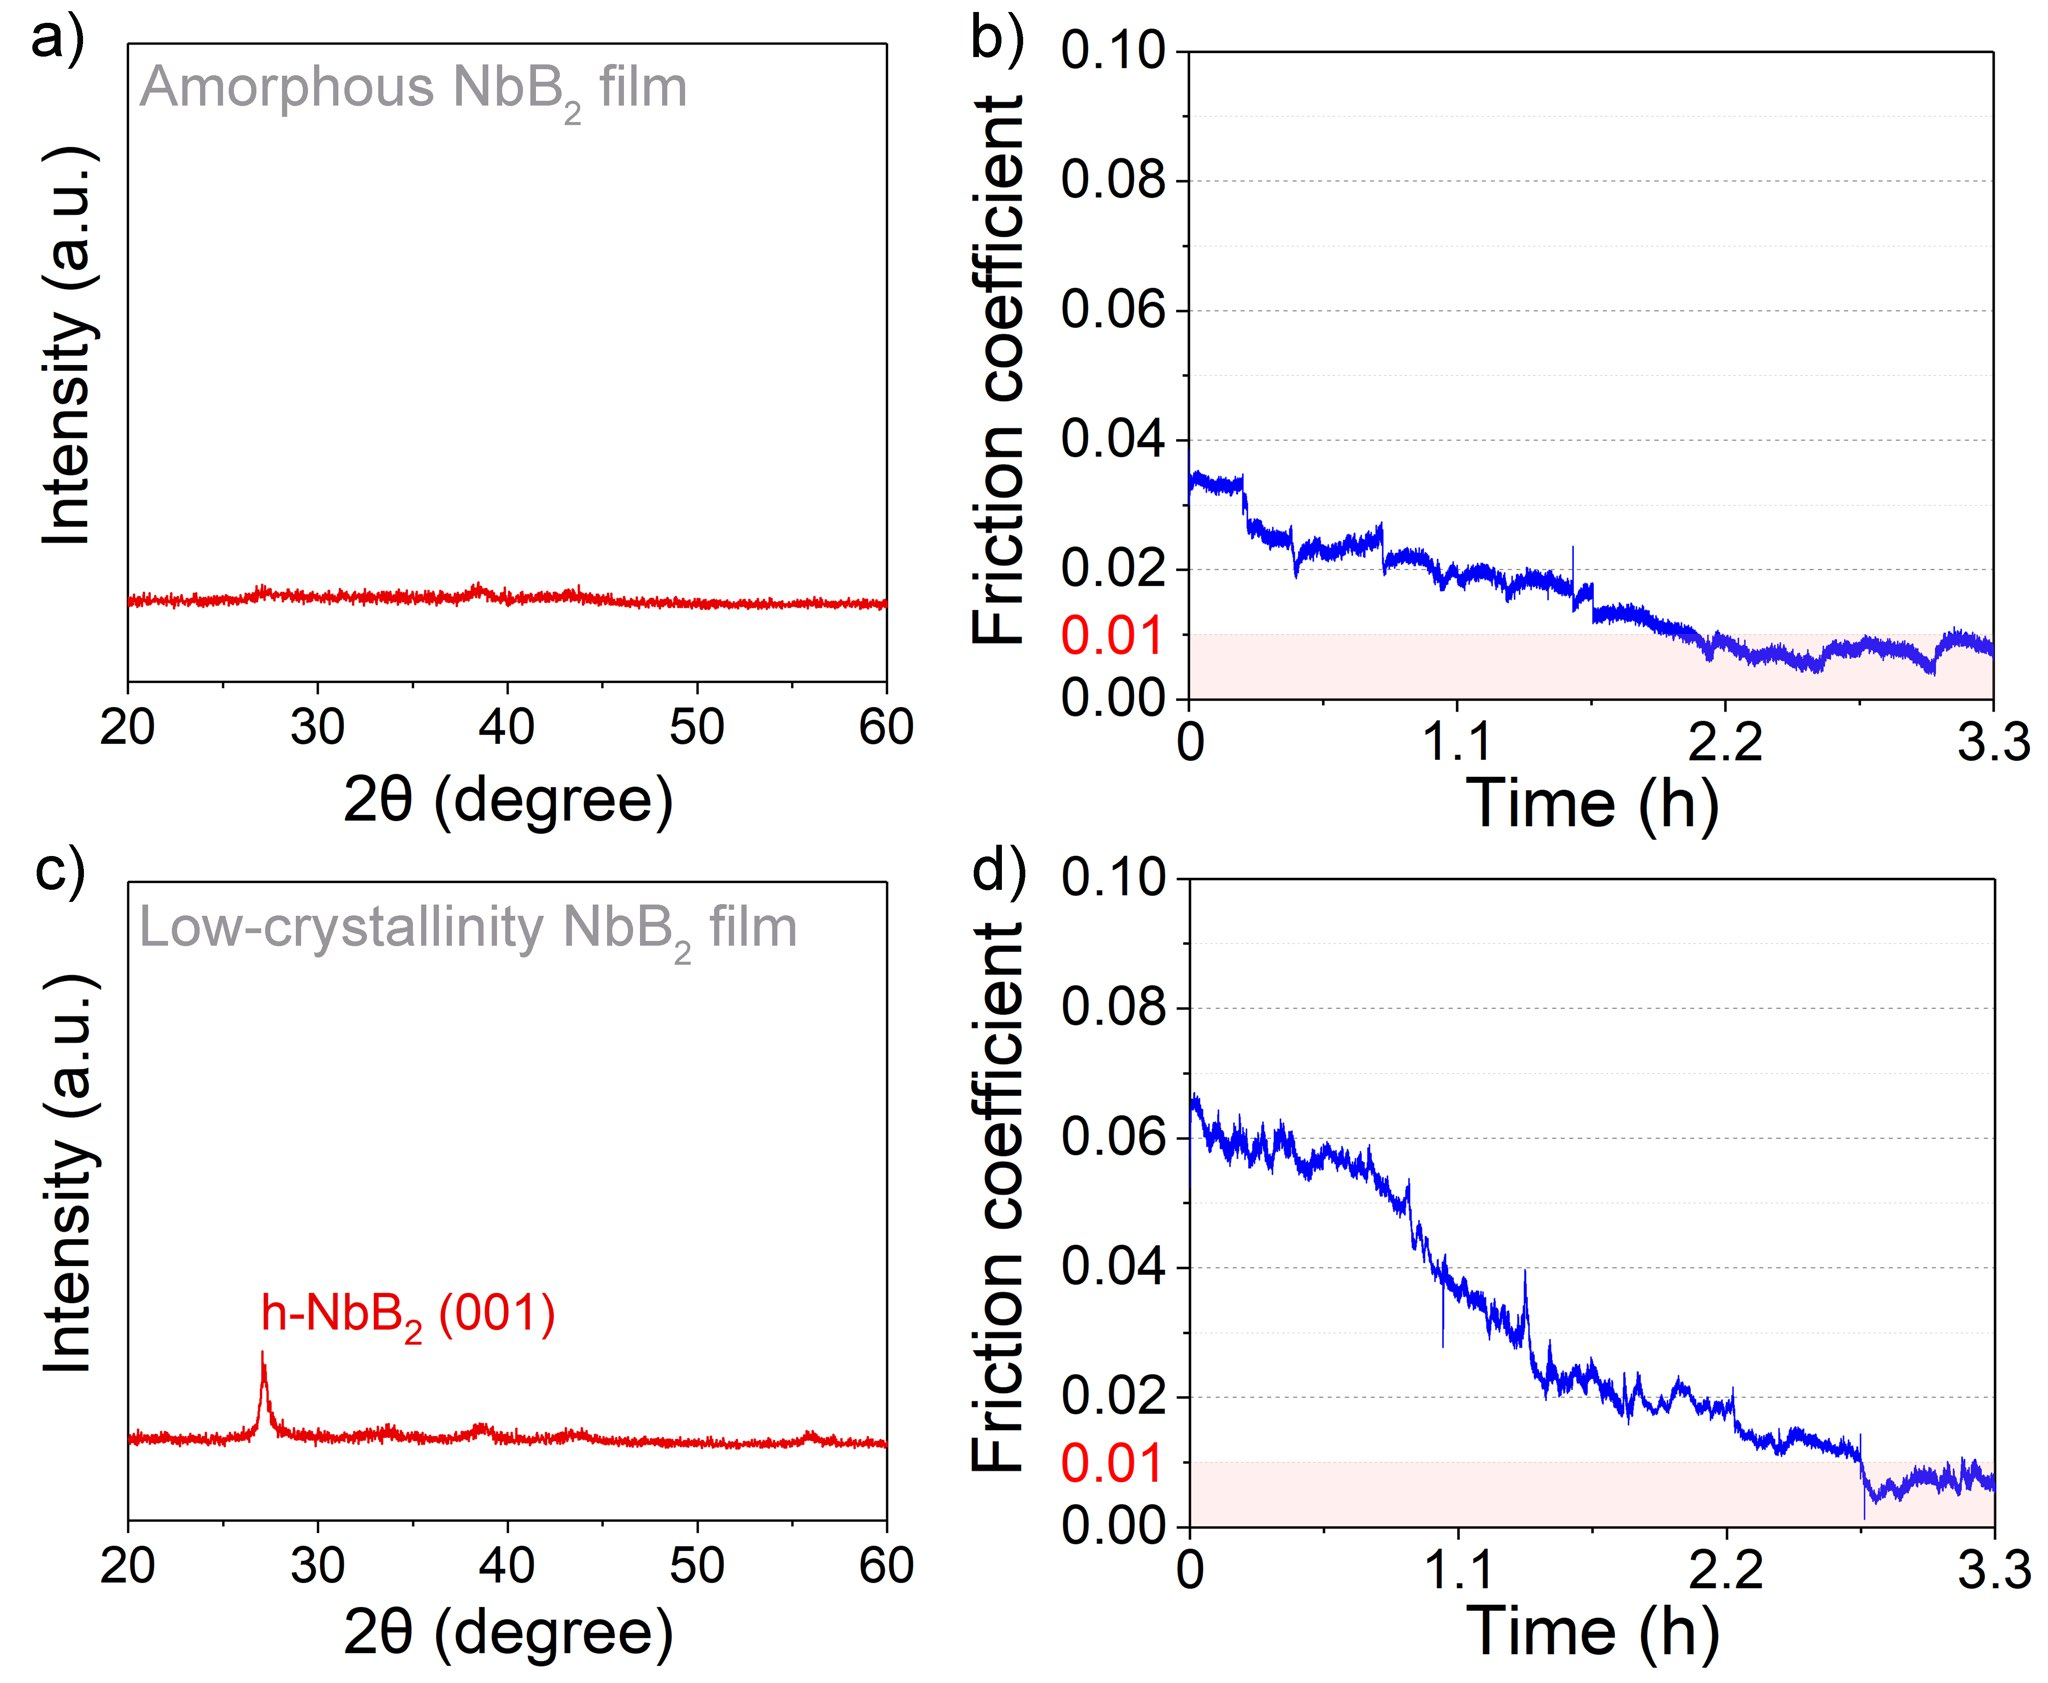 a)
Amorphous NbB₂ film
Intensity (a.u.)
20 30 40 50 60
2θ (degree)
b)
Friction coefficient
0.10
0.08
0.06
0.04
0.02
0.01
0.00
0 1.1 2.2 3.3
Time (h)
c)
Low-crystallinity NbB₂ film
Intensity (a.u.)
h-NbB₂ (001)
20 30 40 50 60
2θ (degree)
d)
Friction coefficient
0.10
0.08
0.06
0.04
0.02
0.01
0.00
0 1.1 2.2 3.3
Time (h)